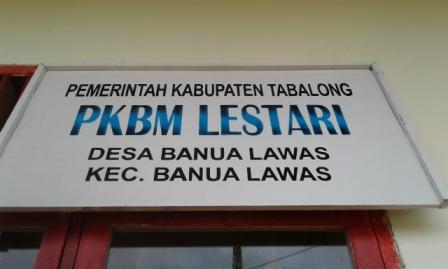 PEMERINTAH KABUPATEN TABALONG
PKBM LESTARI
DESA BANUA LAWAS
KEC. BANUA LAWAS